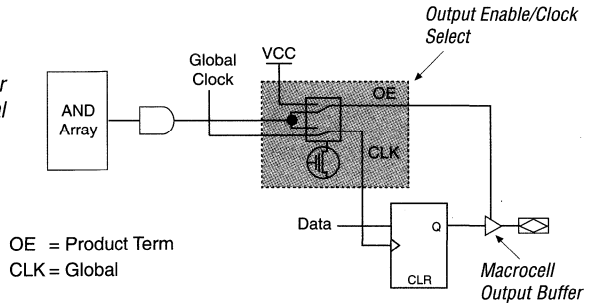 Output Enable/Clock
Select
Global
Clock
VCC
OE
AND
Array
CLK
Data
Q
CLR
OE = Product Term
CLK = Global
Macrocell
Output Buffer